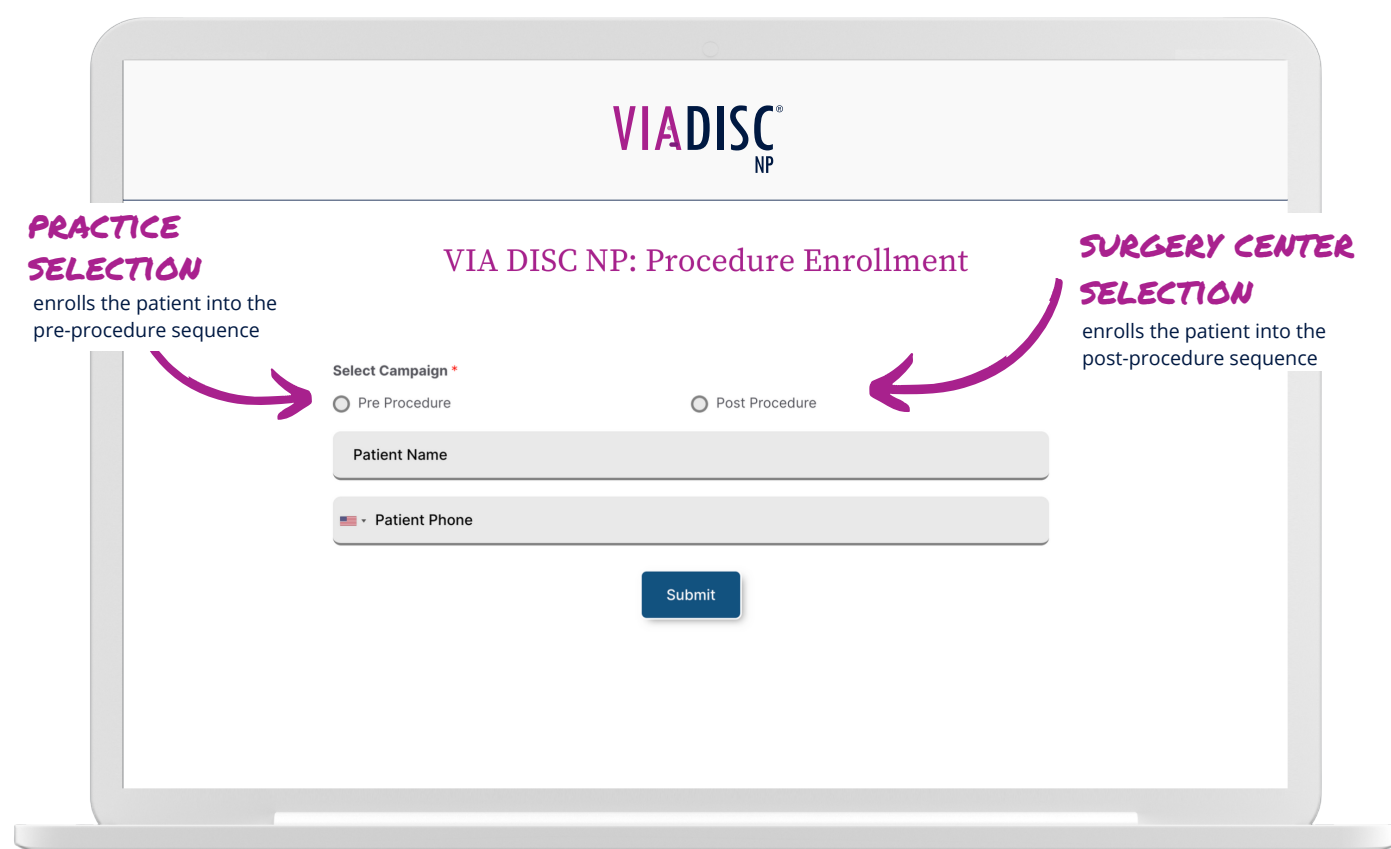 VIADISC®
NP
PRACTICE
SELECTION
enrolls the patient into the
pre-procedure sequence
VIA DISC NP: Procedure Enrollment
SURGERY CENTER
SELECTION
enrolls the patient into the
post-procedure sequence
Select Campaign *
Pre Procedure
Post Procedure
Patient Name
Patient Phone
Submit